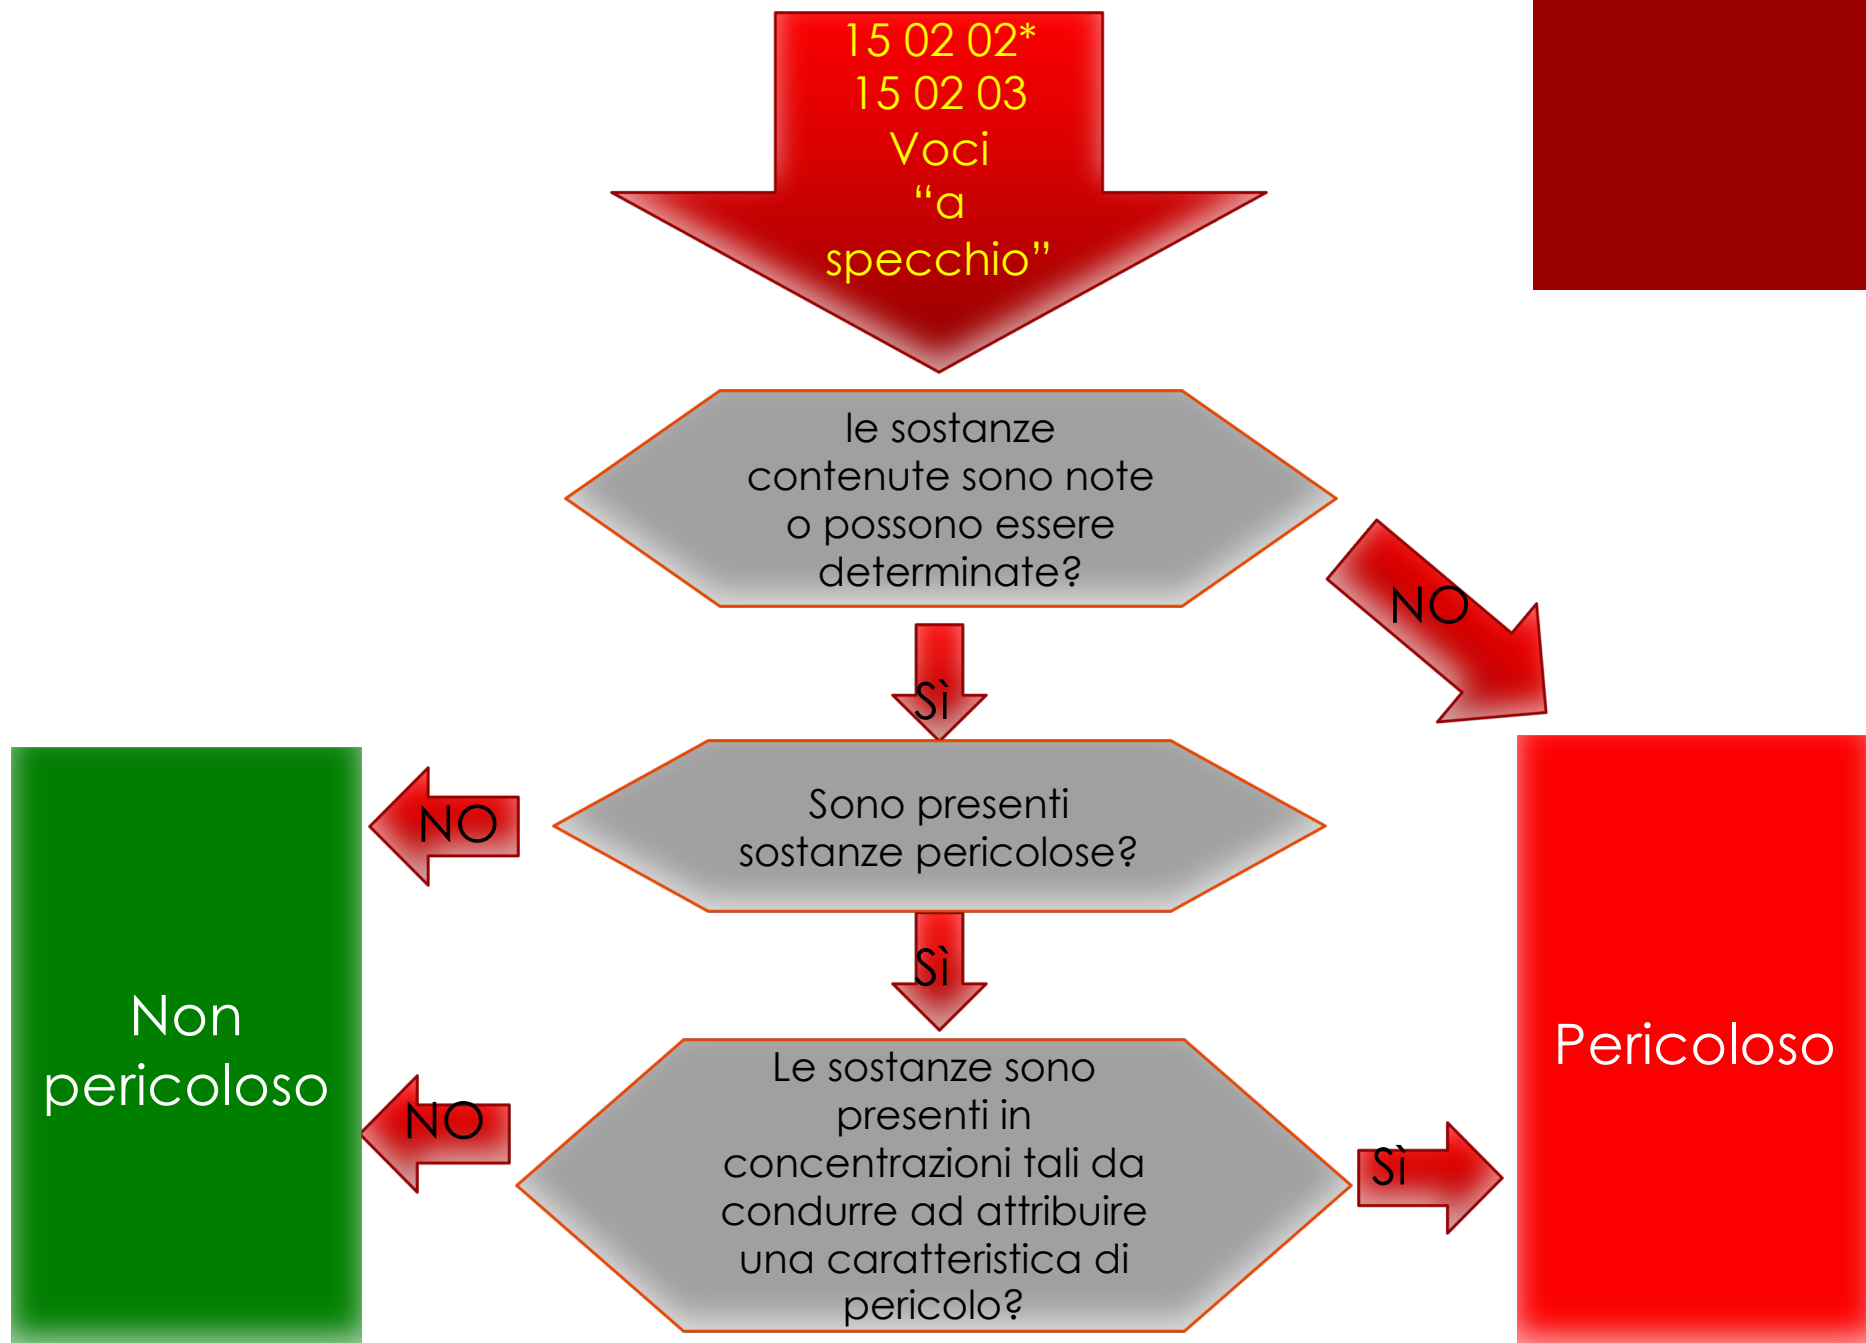 15 02 02*
15 02 03
Voci
“a
specchio”
le sostanze
contenute sono note
o possono essere
determinate?
NO
Sì
Sono presenti
sostanze pericolose?
NO
Sì
Non
pericoloso
Pericoloso
Le sostanze sono
presenti in
concentrazioni tali da
condurre ad attribuire
una caratteristica di
pericolo?
NO
Sì